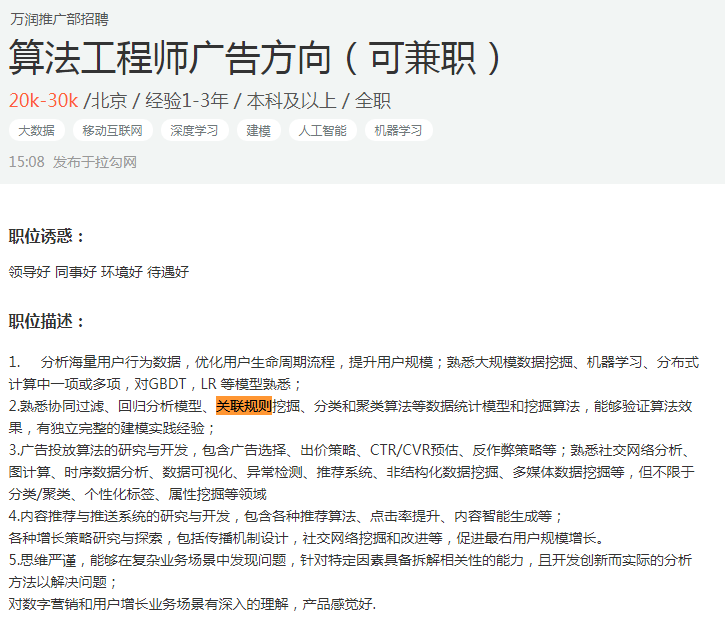 万润推广部招聘
算法工程师广告方向（可兼职）
20k-30k /北京 / 经验1-3年 / 本科及以上 / 全职
大数据 移动互联网 深度学习 建模 人工智能 机器学习
15:08 发布于拉勾网
职位诱惑：
领导好 同事好 环境好 待遇好
职位描述：
1. 分析海量用户行为数据，优化用户生命周期流程，提升用户规模；熟悉大规模数据挖掘、机器学习、分布式
计算中一项或多项，对GBDT，LR 等模型熟悉；
2.熟悉协同过滤、回归分析模型、关联规则挖掘、分类和聚类算法等数据统计模型和挖掘算法，能够验证算法效
果，有独立完整的建模实践经验；
3.广告投放算法的研究与开发，包含广告选择、出价策略、CTR/CVR预估、反作弊策略等；熟悉社交网络分析、
图计算、时序数据分析、数据可视化、异常检测、推荐系统、非结构化数据挖掘、多媒体数据挖掘等，但不限于
分类/聚类、个性化标签、属性挖掘等领域
4.内容推荐与推送系统的研究与开发，包含各种推荐算法、点击率提升、内容智能生成等；
各种增长策略研究与探索，包括传播机制设计，社交网络挖掘和改进等，促进最右用户规模增长。
5.思维严谨，能够在复杂业务场景中发现问题，针对特定因素具备拆解相关性的能力，且开发创新而实际的分析
方法以解决问题；
对数字营销和用户增长业务场景有深入的理解，产品感觉好.